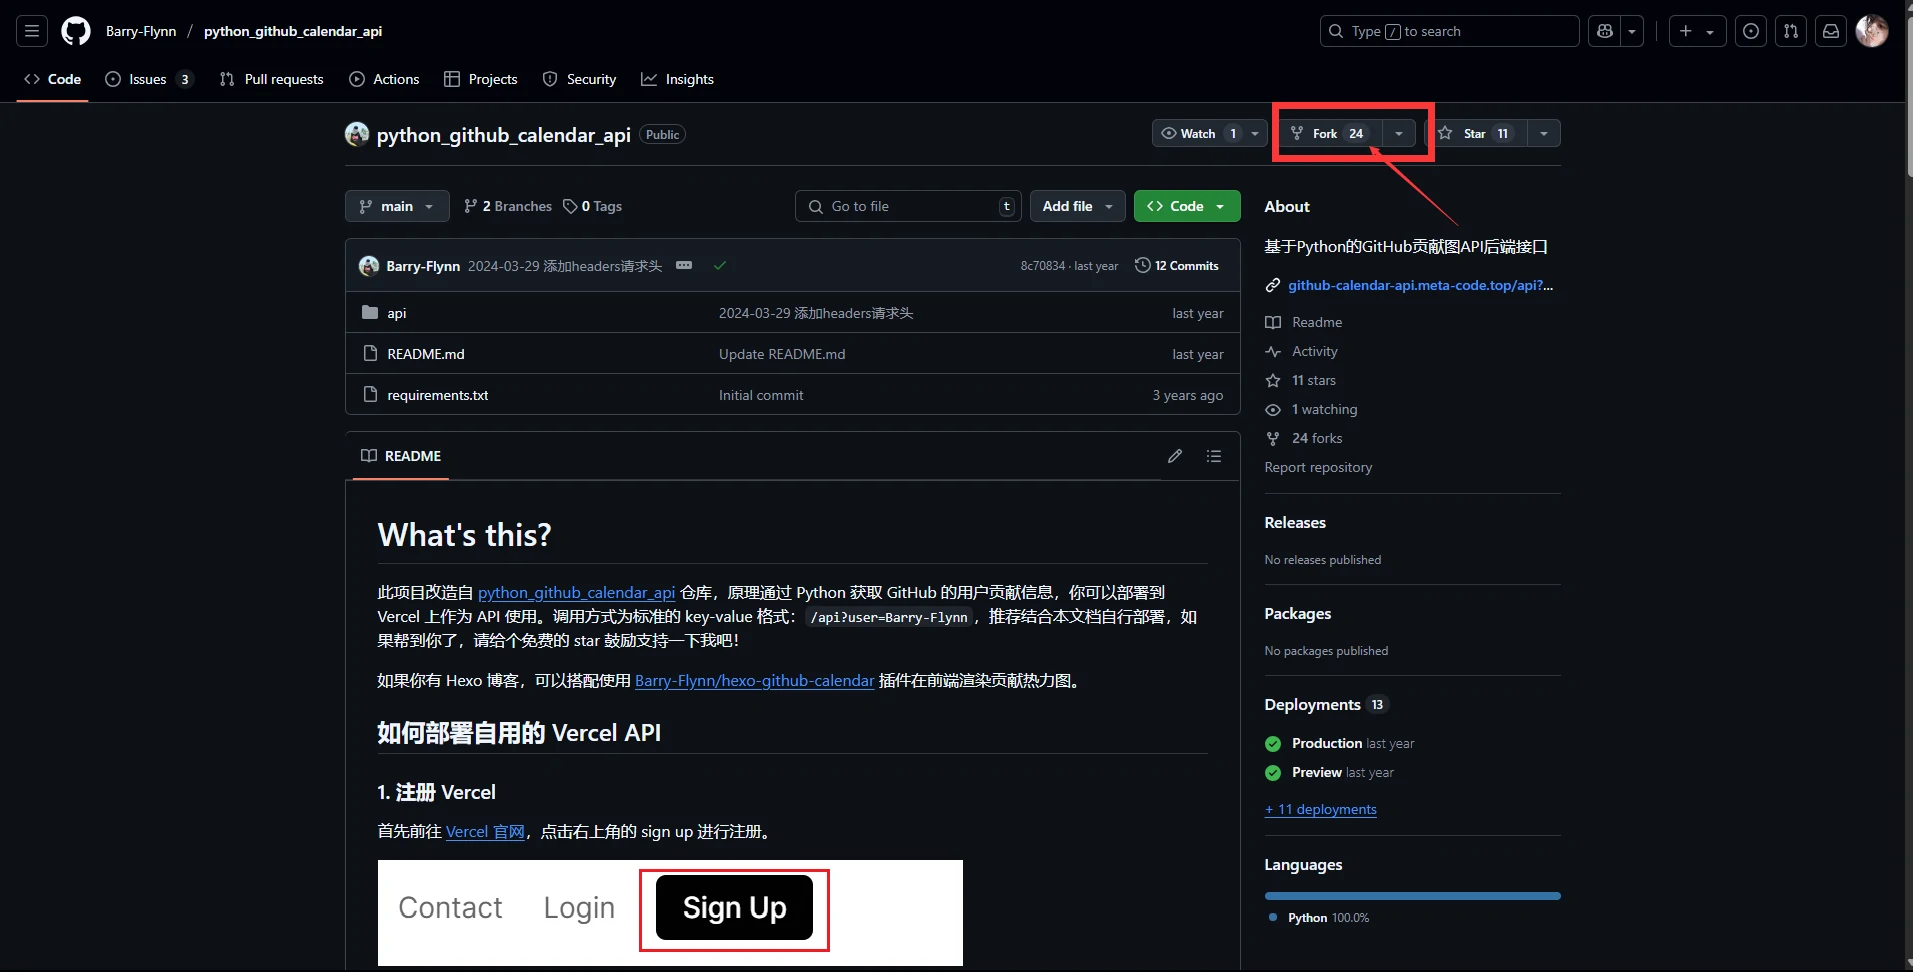 Barry-Flynn / python_github_calendar_api
Type / to search
Code
Issues 3
Pull requests
Actions
Projects
Security
Insights
python_github_calendar_api Public
Watch 1
Fork 24
Star 11
main
2 Branches
0 Tags
Go to file t
Add file
Code
Barry-Flynn 2024-03-29 添加headers请求头
8c70834 · last year
12 Commits
api 2024-03-29 添加headers请求头 last year
README.md Update README.md last year
requirements.txt Initial commit 3 years ago
README
What's this?
此项目改造自 python_github_calendar_api 仓库，原理通过 Python 获取 GitHub 的用户贡献信息，你可以部署到
Vercel 上作为 API 使用。调用方式为标准的 key-value 格式： /api?user=Barry-Flynn ，推荐结合本文档自行部署，如
果帮到你了，请给个免费的 star 鼓励支持一下我吧！
如果你有 Hexo 博客，可以搭配使用 Barry-Flynn/hexo-github-calendar 插件在前端渲染贡献热力图。
如何部署自用的 Vercel API
1. 注册 Vercel
首先前往 Vercel 官网，点击右上角的 sign up 进行注册。
Contact Login Sign Up
About
基于Python的GitHub贡献图API后端接口
github-calendar-api.meta-code.top/api?...
Readme
Activity
11 stars
1 watching
24 forks
Report repository
Releases
No releases published
Packages
No packages published
Deployments 13
Production last year
Preview last year
+ 11 deployments
Languages
Python 100.0%